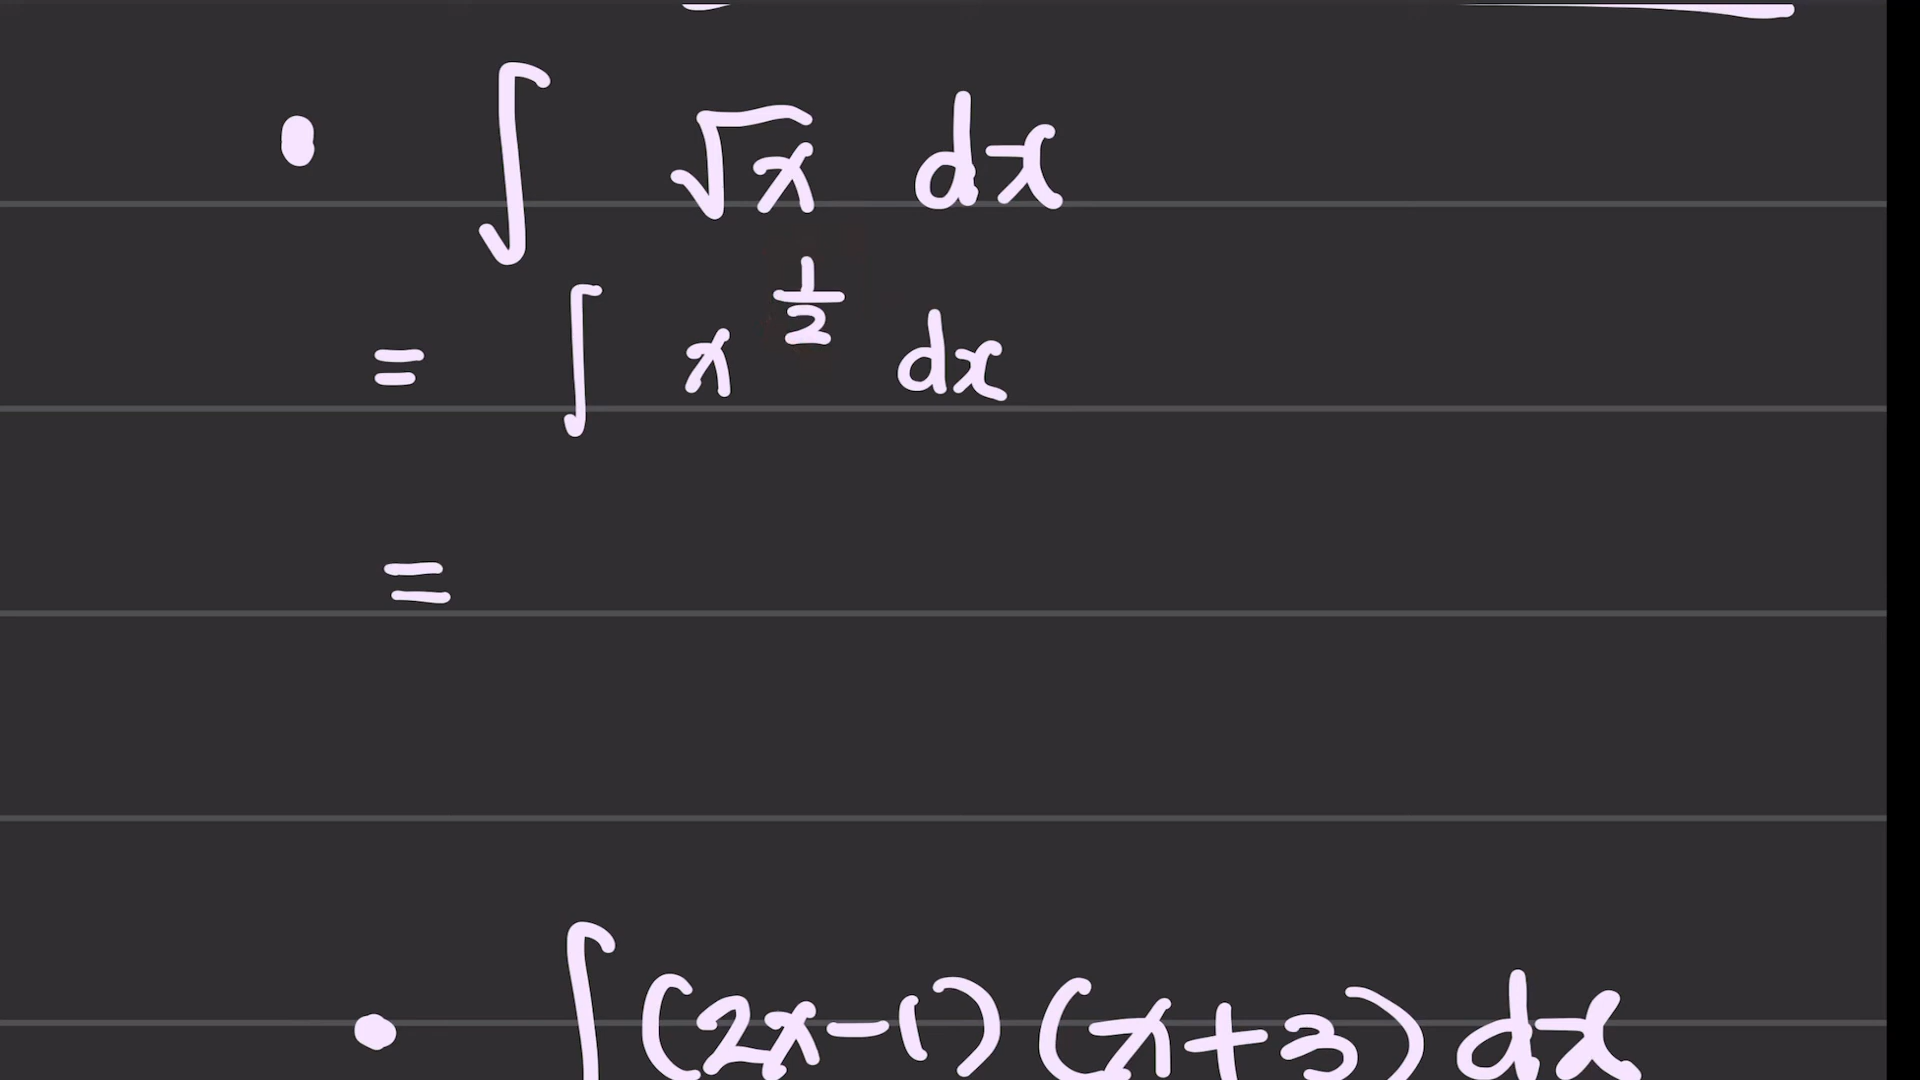 • ∫ √x dx
= ∫ x^(1/2) dx
=
• ∫ (2x-1)(x+3) dx